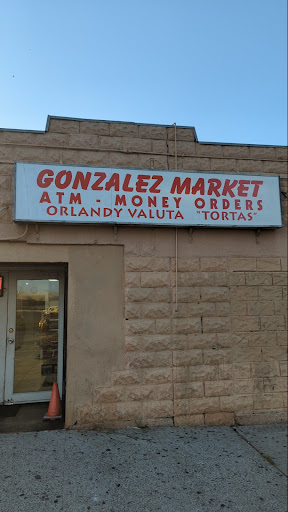 GONZALEZ MARKET
ATM - MONEY ORDERS
ORLANDY VALUTA "TORTAS"